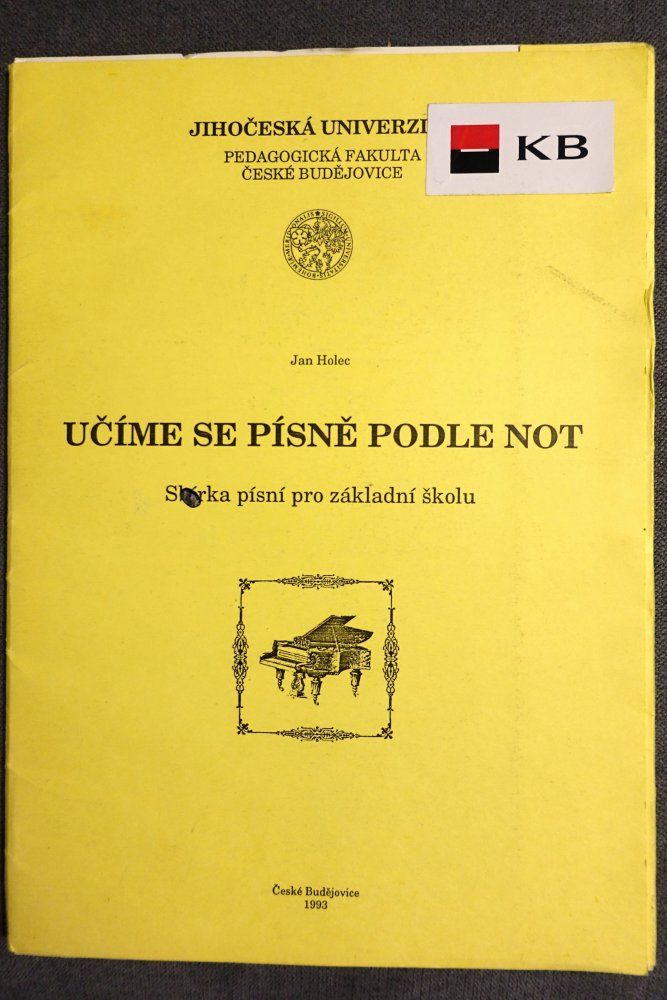 JIHOČESKÁ UNIVERZI
KB
PEDAGOGICKÁ FAKULTA
ČESKÉ BUDĚJOVICE
Jan Holec
UČÍME SE PÍSNĚ PODLE NOT
Sbírka písní pro základní školu
České Budějovice
1993